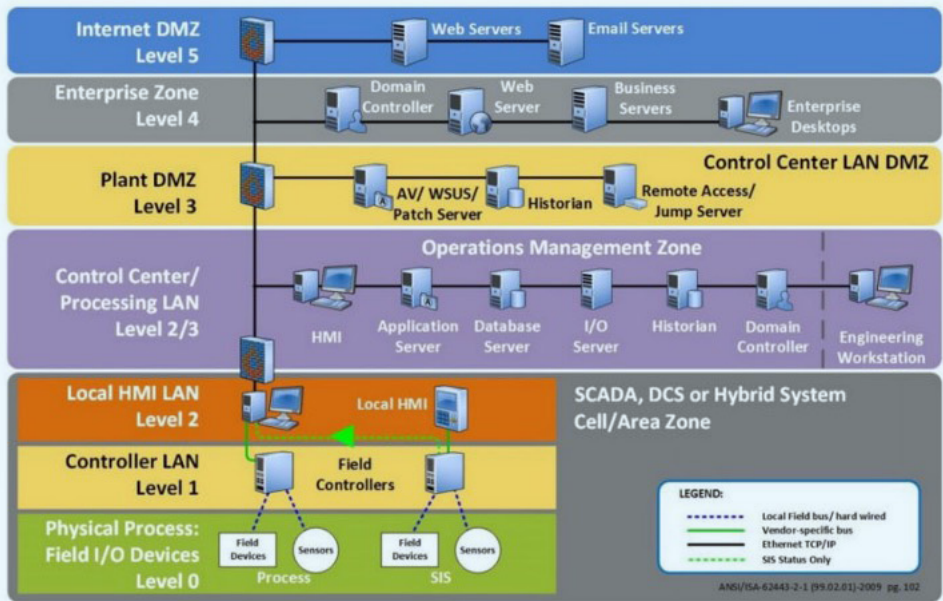 Internet DMZ
Level 5
Web Servers
Email Servers
Enterprise Zone
Level 4
Domain
Controller
Web
Server
Business
Servers
Enterprise
Desktops
Plant DMZ
Level 3
Control Center LAN DMZ
AV/ WSUS/
Patch Server
Historian
Remote Access/
Jump Server
Control Center/
Processing LAN
Level 2/3
Operations Management Zone
HMI
Application
Server
Database
Server
I/O
Server
Historian
Domain
Controller
Engineering
Workstation
Local HMI LAN
Level 2
Local HMI
SCADA, DCS or Hybrid System
Cell/Area Zone
Controller LAN
Level 1
Field
Controllers
Physical Process:
Field I/O Devices
Level 0
Field
Devices
Sensors
Process
Field
Devices
Sensors
SIS
LEGEND:
Local Field bus/ hard wired
Vendor-specific bus
Ethernet TCP/IP
SIS Status Only
ANSI/ISA-62443-2-1 (99.02.01)-2009 pg. 102